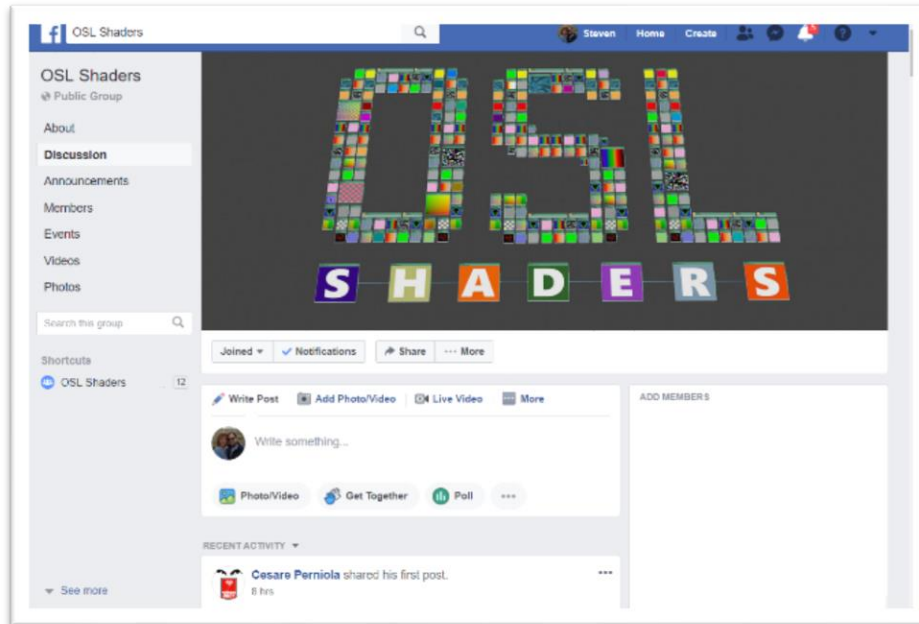 OSL Shaders
Steven Home Create
OSL Shaders
Public Group
About
Discussion
Announcements
Members
Events
Videos
Photos
Search this group
Shortcuts
OSL Shaders 12
See more
OSL
SHADERS
Joined Notifications Share ... More
Write Post Add Photo/Video Live Video More
Write something...
Photo/Video Get Together Poll ...
RECENT ACTIVITY
Cesare Perniola shared his first post.
8 hrs
ADD MEMBERS